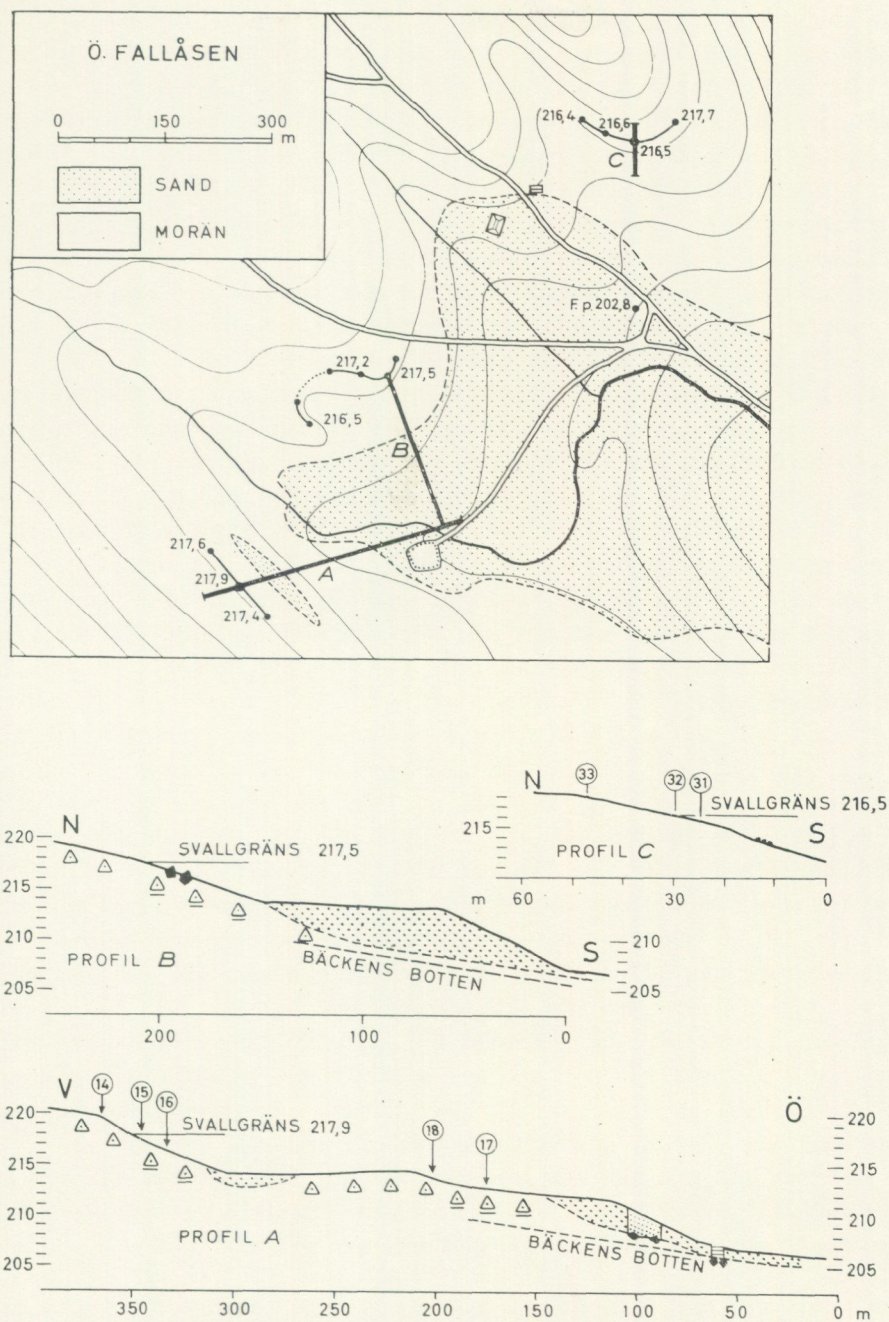 Ö. FALLÅSEN
0 150 300
m
SAND
MORÄN
216,4 216,6 217,7
C 216,5
F p 202,8
217,2 217,5
216,5
B
217,6
217,9 A
217,4
N 33 32 31
SVALLGRÄNS 216,5
215 S
PROFIL C
m 60 30 0
N
220
SVALLGRÄNS 217,5
215
210 S 210
PROFIL B BÄCKENS BOTTEN
205 205
200 100 0
V 14 15 16 Ö
220 SVALLGRÄNS 217,9 220
18 17
215 215
210 210
PROFIL A BÄCKENS BOTTEN
205 205
350 300 250 200 150 100 50 0 m